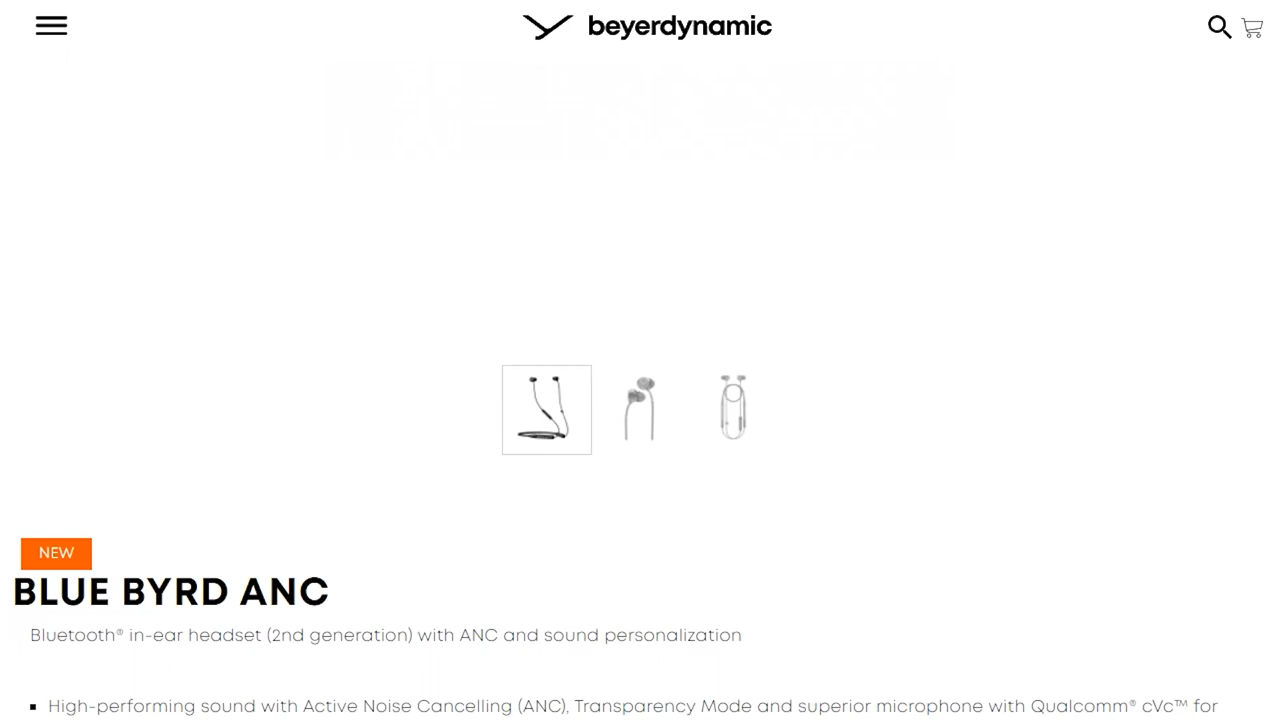 beyerdynamic
NEW
BLUE BYRD ANC
Bluetooth® in-ear headset (2nd generation) with ANC and sound personalization
High-performing sound with Active Noise Cancelling (ANC), Transparency Mode and superior microphone with Qualcomm® cVc™ for